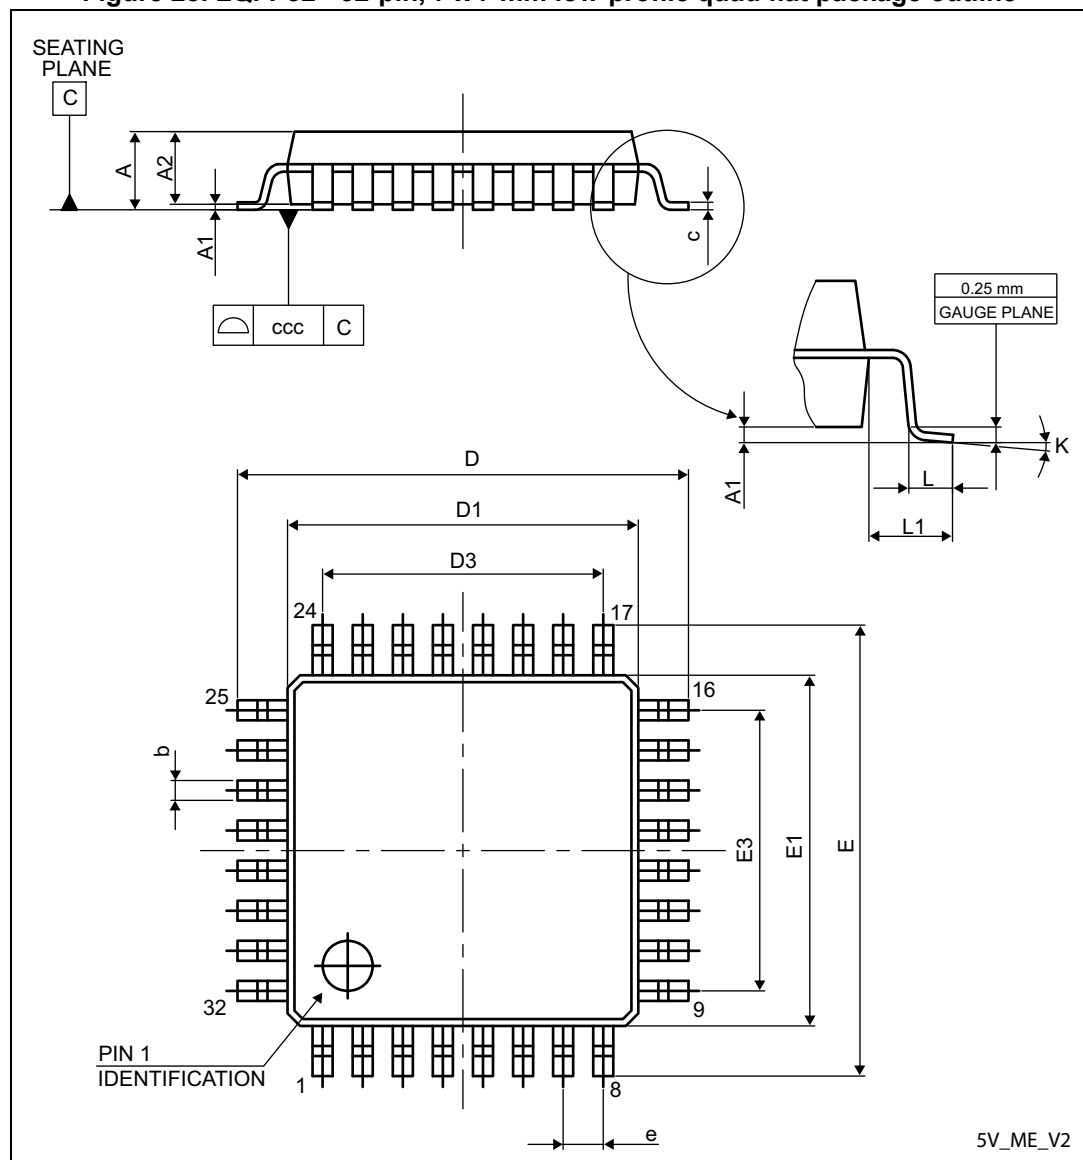 SEATING
PLANE
C
A
A2
A1
c
ccc
C
0.25 mm
GAUGE PLANE
K
A1
L
L1
D
D1
D3
24
17
25
16
b
E3
E1
E
32
9
PIN 1
IDENTIFICATION
1
8
e
5V_ME_V2